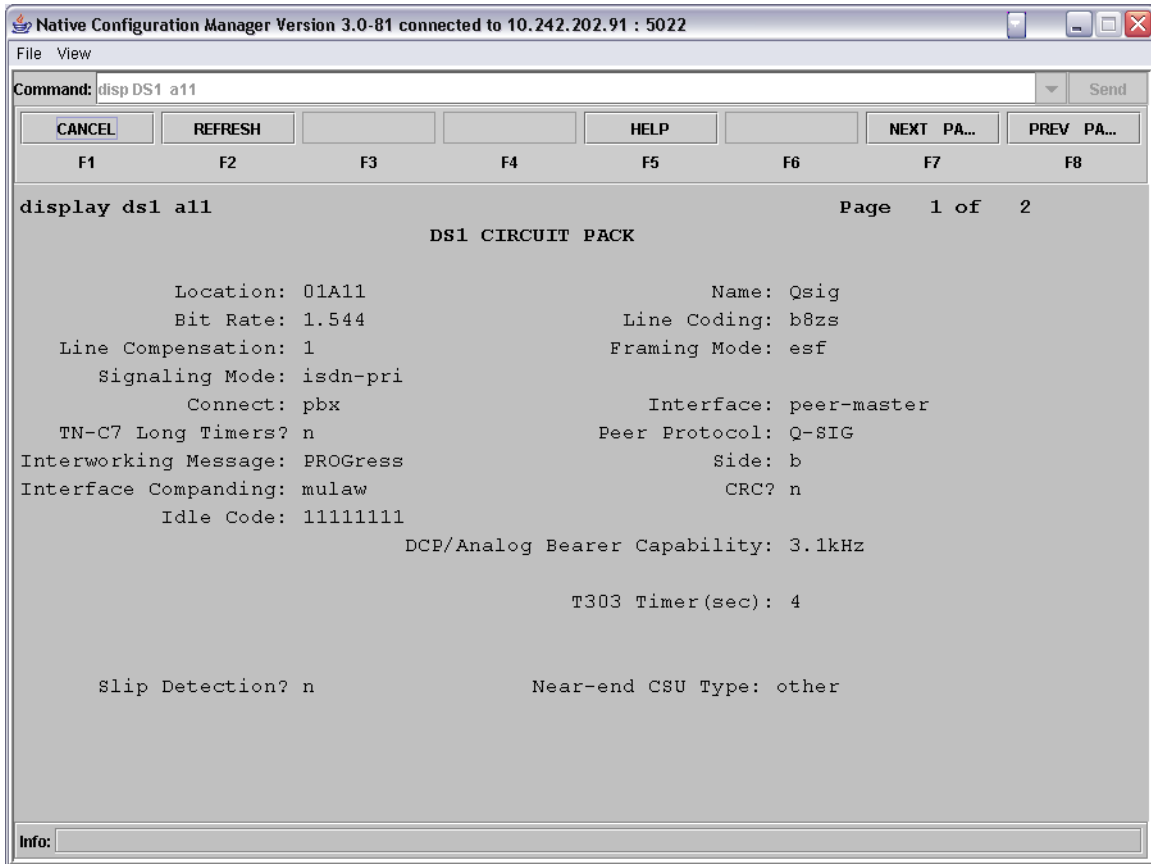 Native Configuration Manager Version 3.0-81 connected to 10.242.202.91 : 5022
File View
Command: disp DS1 a11 Send
CANCEL REFRESH HELP NEXT PA... PREV PA...
F1 F2 F3 F4 F5 F6 F7 F8
display ds1 a11 Page 1 of 2
DS1 CIRCUIT PACK
Location: 01A11 Name: Qsig
Bit Rate: 1.544 Line Coding: b8zs
Line Compensation: 1 Framing Mode: esf
Signaling Mode: isdn-pri
Connect: pbx Interface: peer-master
TN-C7 Long Timers? n Peer Protocol: Q-SIG
Interworking Message: PROGress Side: b
Interface Companding: mulaw CRC? n
Idle Code: 11111111
DCP/Analog Bearer Capability: 3.1kHz
T303 Timer(sec): 4
Slip Detection? n Near-end CSU Type: other
Info: